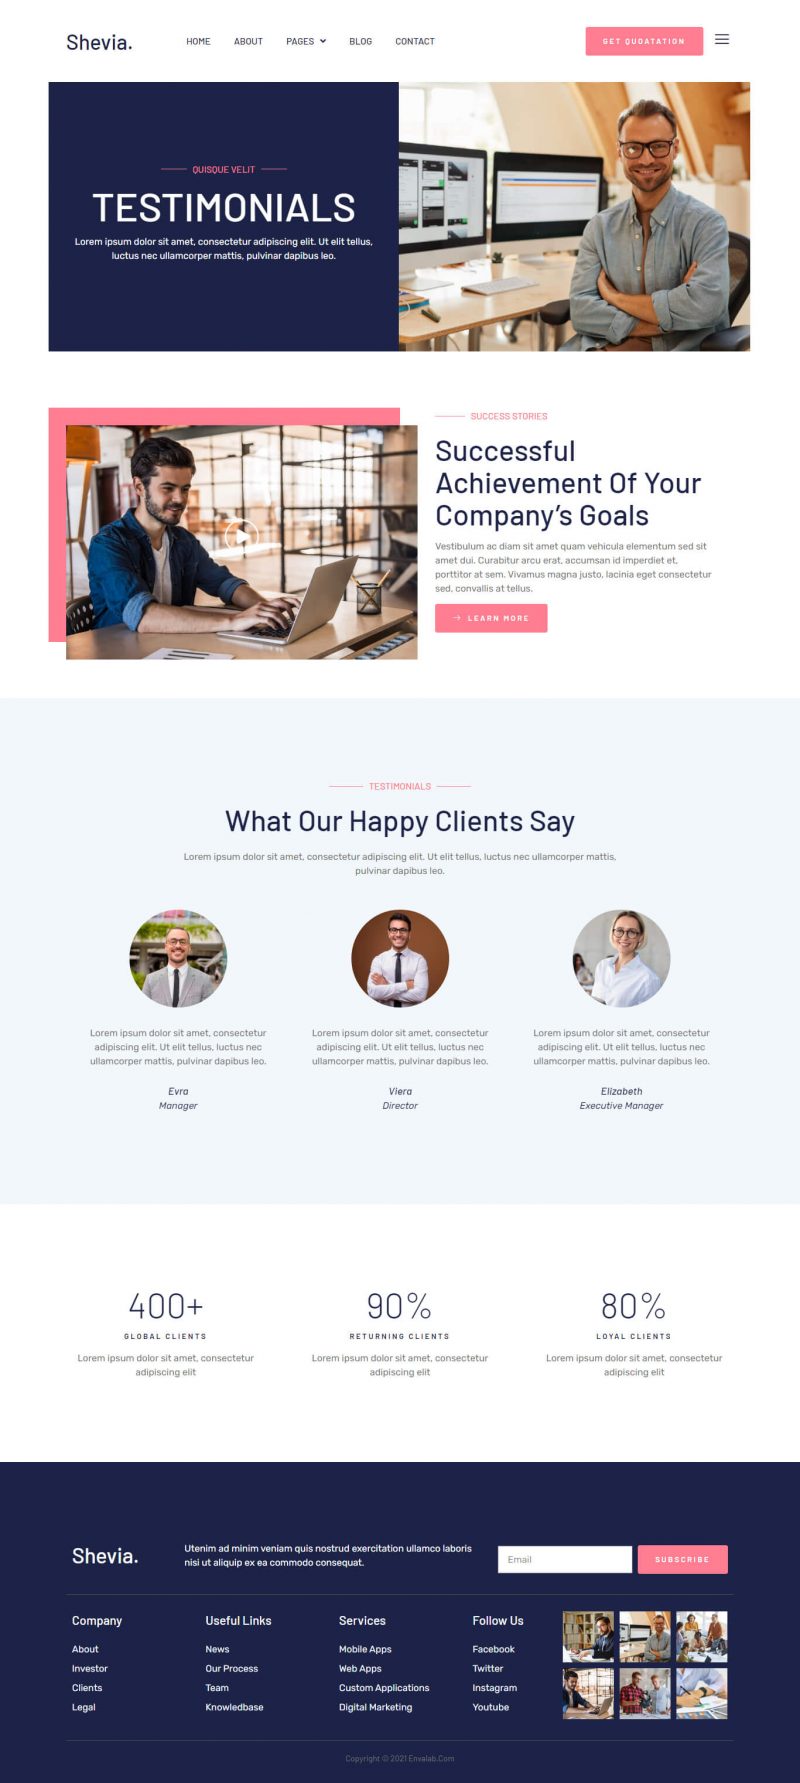 Shevia.
HOME
ABOUT
PAGES
BLOG
CONTACT
GET QUOATATION
QUISQUE VELIT
TESTIMONIALS
Lorem ipsum dolor sit amet, consectetur adipiscing elit. Ut elit tellus,
luctus nec ullamcorper mattis, pulvinar dapibus leo.
SUCCESS STORIES
Successful
Achievement Of Your
Company's Goals
Vestibulum ac diam sit amet quam vehicula elementum sed sit
amet dui. Curabitur arcu erat, accumsan id imperdiet et,
porttitor at sem. Vivamus magna justo, lacinia eget consectetur
sed, convallis at tellus.
LEARN MORE
TESTIMONIALS
What Our Happy Clients Say
Lorem ipsum dolor sit amet, consectetur adipiscing elit. Ut elit tellus, luctus nec ullamcorper mattis,
pulvinar dapibus leo.
Lorem ipsum dolor sit amet, consectetur
adipiscing elit. Ut elit tellus, luctus nec
ullamcorper mattis, pulvinar dapibus leo.
Evra
Manager
Lorem ipsum dolor sit amet, consectetur
adipiscing elit. Ut elit tellus, luctus nec
ullamcorper mattis, pulvinar dapibus leo.
Viera
Director
Lorem ipsum dolor sit amet, consectetur
adipiscing elit. Ut elit tellus, luctus nec
ullamcorper mattis, pulvinar dapibus leo.
Elizabeth
Executive Manager
400+
GLOBAL CLIENTS
Lorem ipsum dolor sit amet, consectetur
adipiscing elit
90%
RETURNING CLIENTS
Lorem ipsum dolor sit amet, consectetur
adipiscing elit
80%
LOYAL CLIENTS
Lorem ipsum dolor sit amet, consectetur
adipiscing elit
Shevia.
Utenim ad minim veniam quis nostrud exercitation ullamco laboris
nisi ut aliquip ex ea commodo consequat.
Email
SUBSCRIBE
Company
About
Investor
Clients
Legal
Useful Links
News
Our Process
Team
Knowledbase
Services
Mobile Apps
Web Apps
Custom Applications
Digital Marketing
Follow Us
Facebook
Twitter
Instagram
Youtube
Copyright © 2021 Envalab.Com